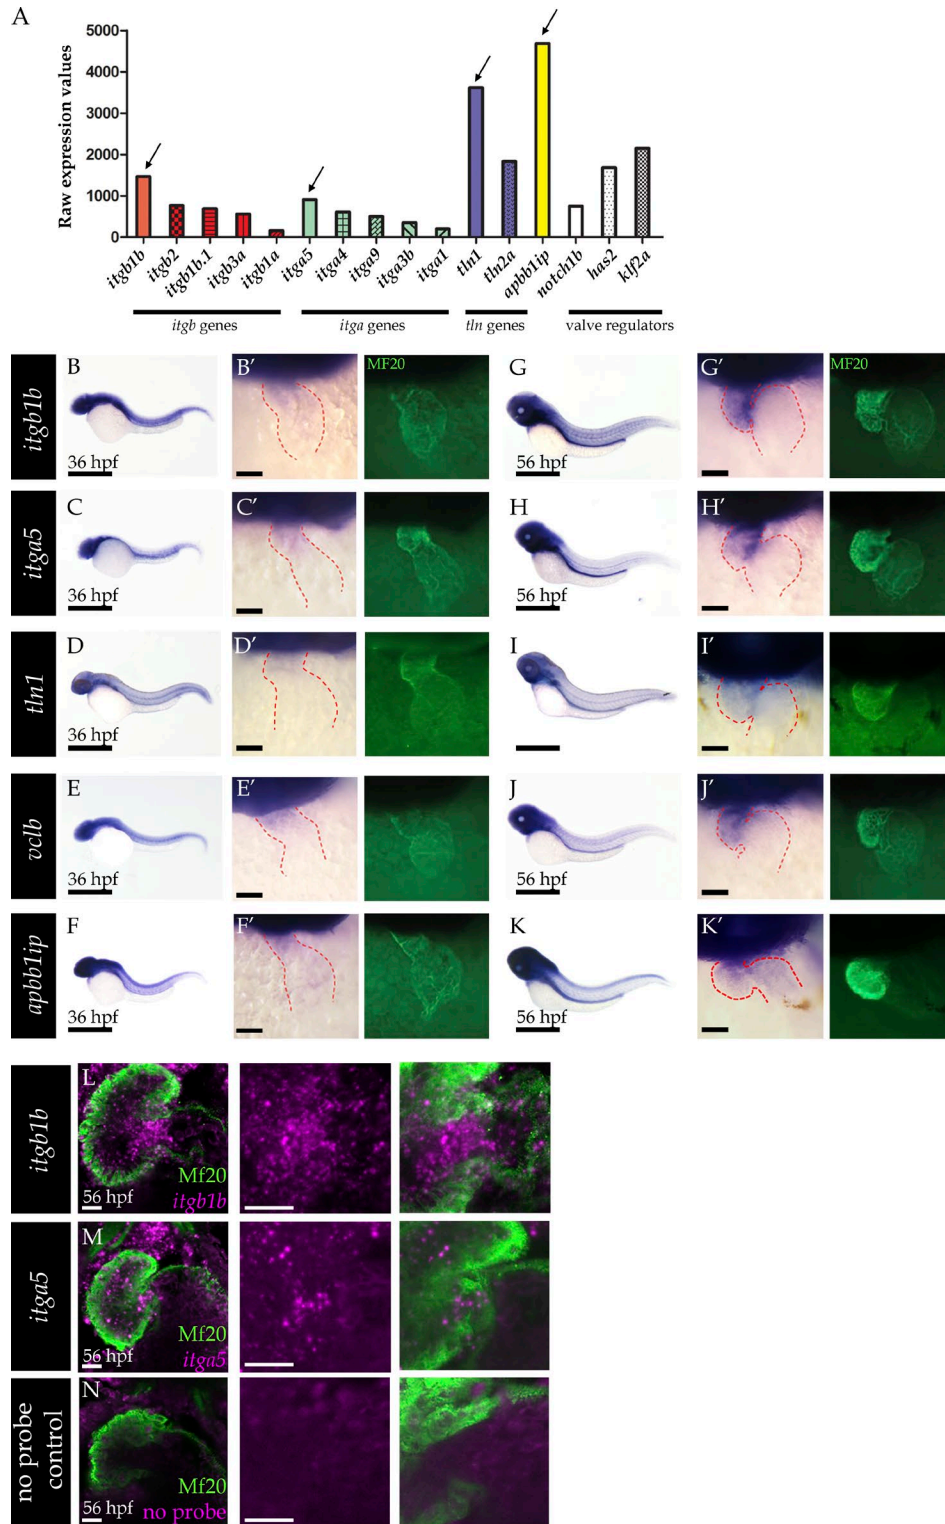 A
Raw expression values
5000
4000
3000
2000
1000
0
itgb1b
itgb2
itgb1b.1
itgb3a
itgb1a
itga5
itga4
itga9
itga3b
itga1
tln1
tln2a
apbb1ip
notch1b
has2
klf2a
itgb genes
itga genes
tln genes
valve regulators
itgb1b
B
36 hpf
B′
MF20
G
56 hpf
G′
MF20
itga5
C
36 hpf
C′
H
56 hpf
H′
tln1
D
36 hpf
D′
I
I′
vclb
E
36 hpf
E′
J
56 hpf
J′
apbb1ip
F
36 hpf
F′
K
56 hpf
K′
itgb1b
L
Mf20
56 hpf
itgb1b
itga5
M
Mf20
56 hpf
itga5
no probe
control
N
Mf20
56 hpf
no probe